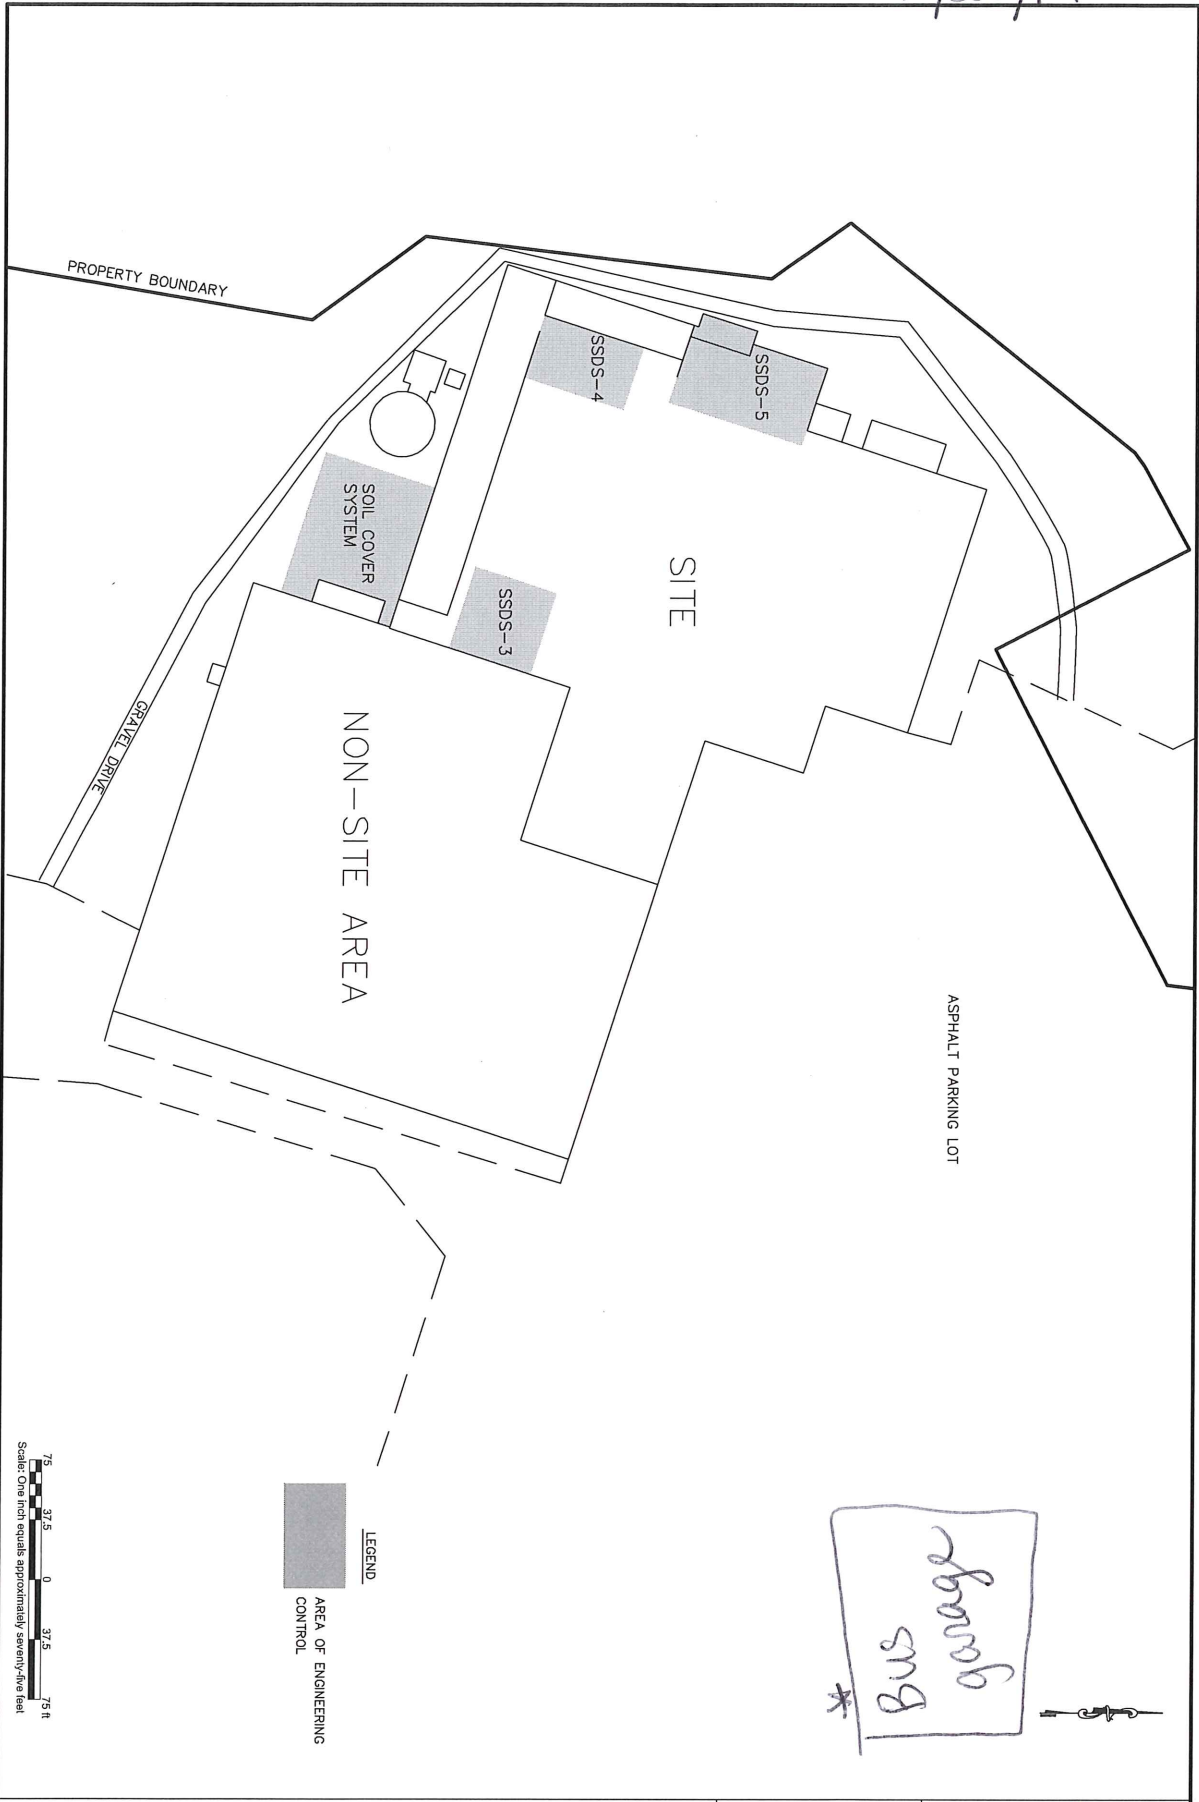 PROPERTY BOUNDARY
SSDS-4
SSDS-5
SOIL COVER
SYSTEM
SSDS-3
SITE
NON-SITE AREA
GRAVEL DRIVE
ASPHALT PARKING LOT
Bus
garage
*
LEGEND
AREA OF ENGINEERING
CONTROL
75 37.5 0 37.5 75 ft
Scale: One inch equals approximately seventy-five feet